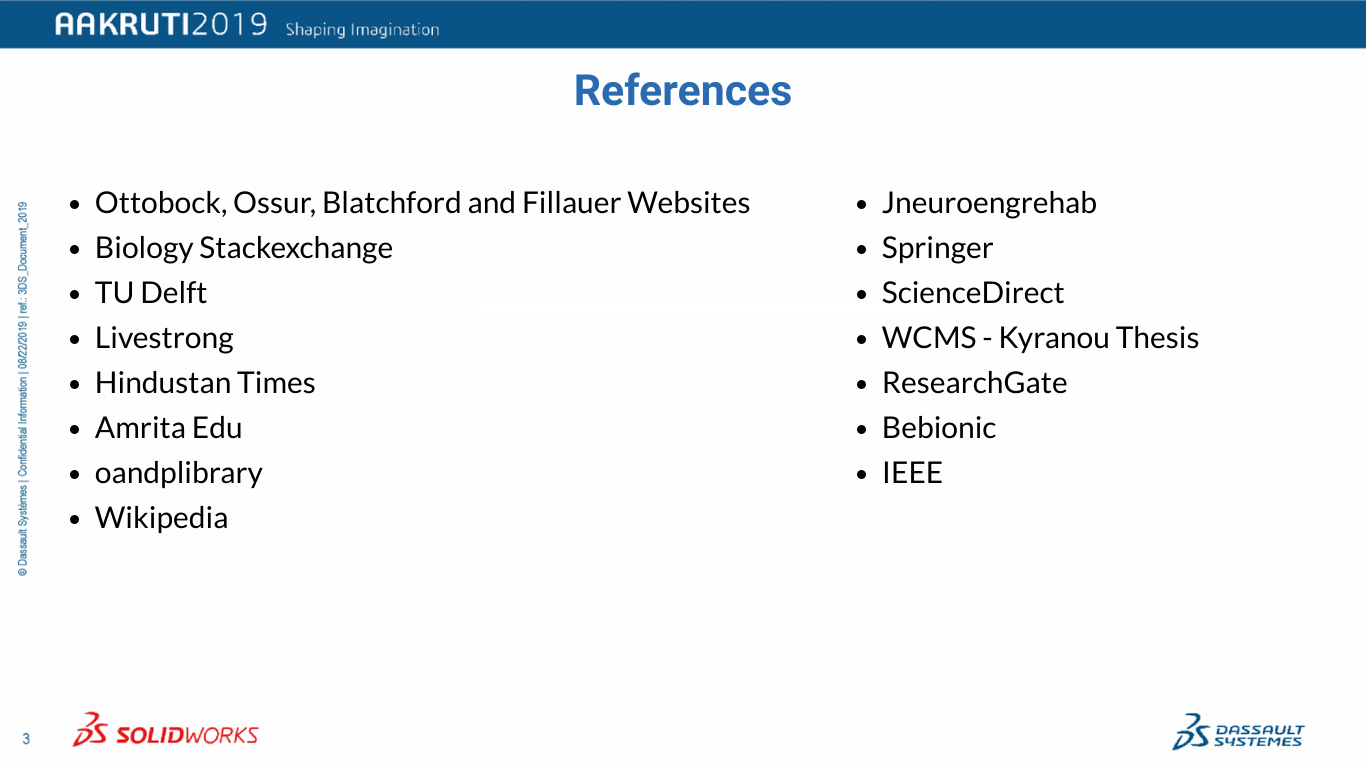 AAKRUTI2019 Shaping Imagination
References
• Ottobock, Ossur, Blatchford and Fillauer Websites
• Biology Stackexchange
• TU Delft
• Livestrong
• Hindustan Times
• Amrita Edu
• oandplibrary
• Wikipedia
• Jneuroengrehab
• Springer
• ScienceDirect
• WCMS - Kyranou Thesis
• ResearchGate
• Bebionic
• IEEE
© Dassault Systèmes | Confidential Information | 08/22/2019 | ref.: 3DS_Document_2019
3
SOLIDWORKS
DASSAULT
SYSTEMES